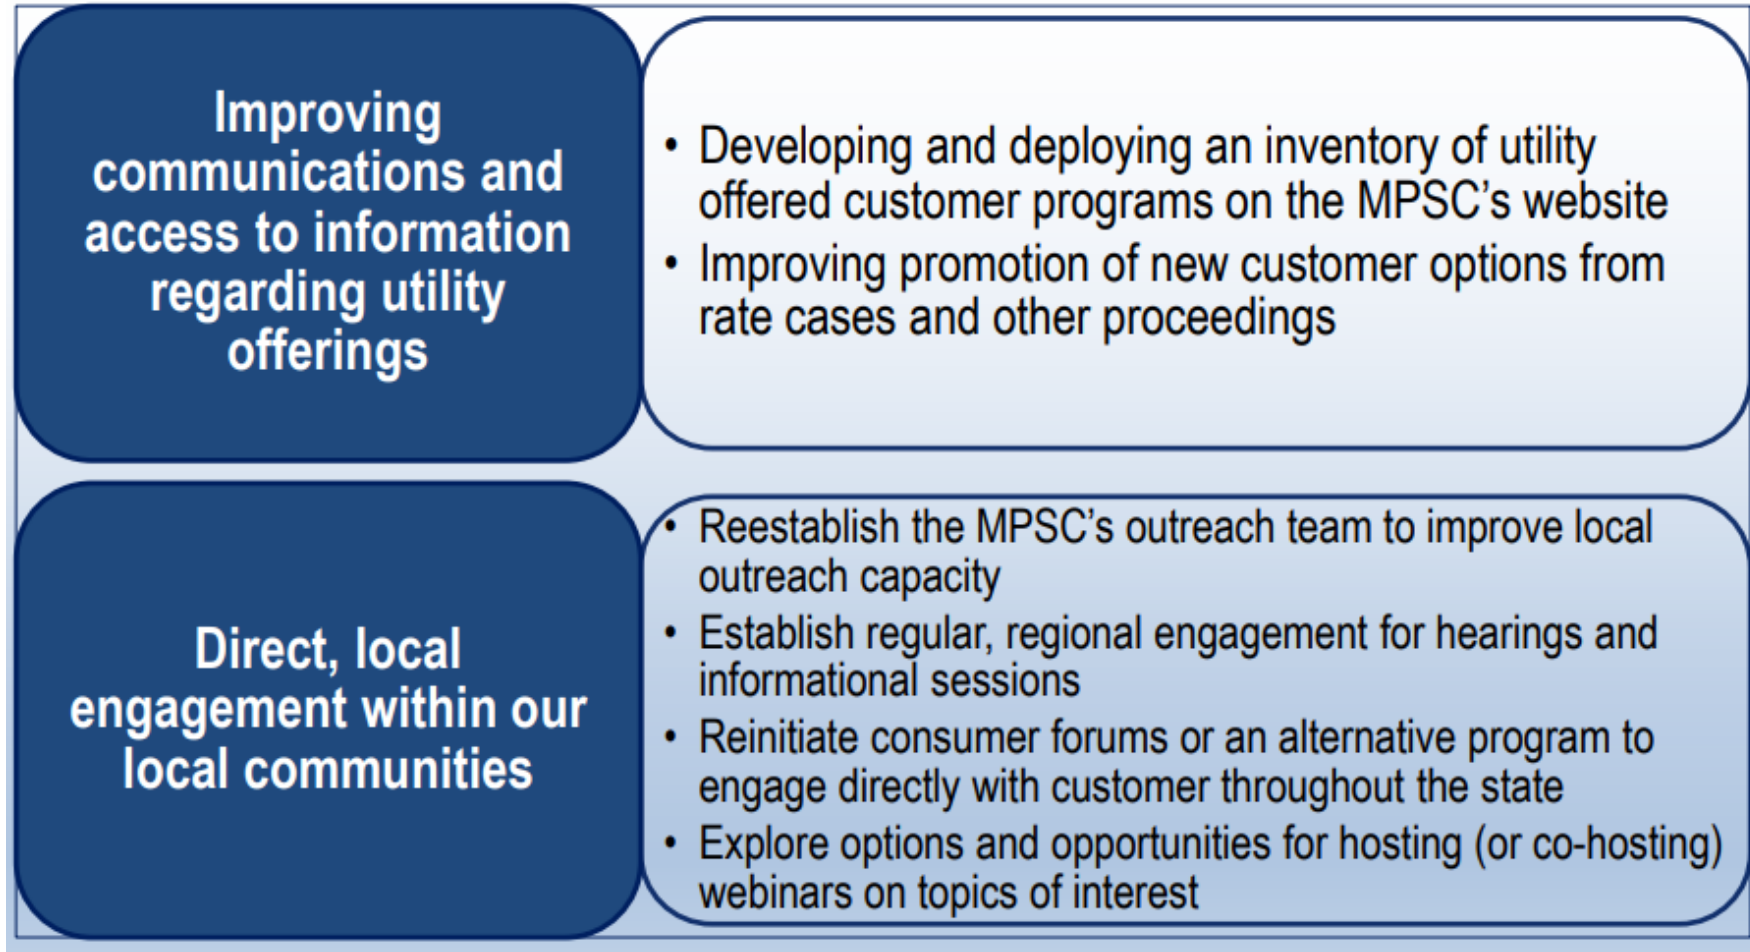 Improving
communications and
access to information
regarding utility
offerings
• Developing and deploying an inventory of utility
offered customer programs on the MPSC’s website
• Improving promotion of new customer options from
rate cases and other proceedings
Direct, local
engagement within our
local communities
• Reestablish the MPSC’s outreach team to improve local
outreach capacity
• Establish regular, regional engagement for hearings and
informational sessions
• Reinitiate consumer forums or an alternative program to
engage directly with customer throughout the state
• Explore options and opportunities for hosting (or co-hosting)
webinars on topics of interest